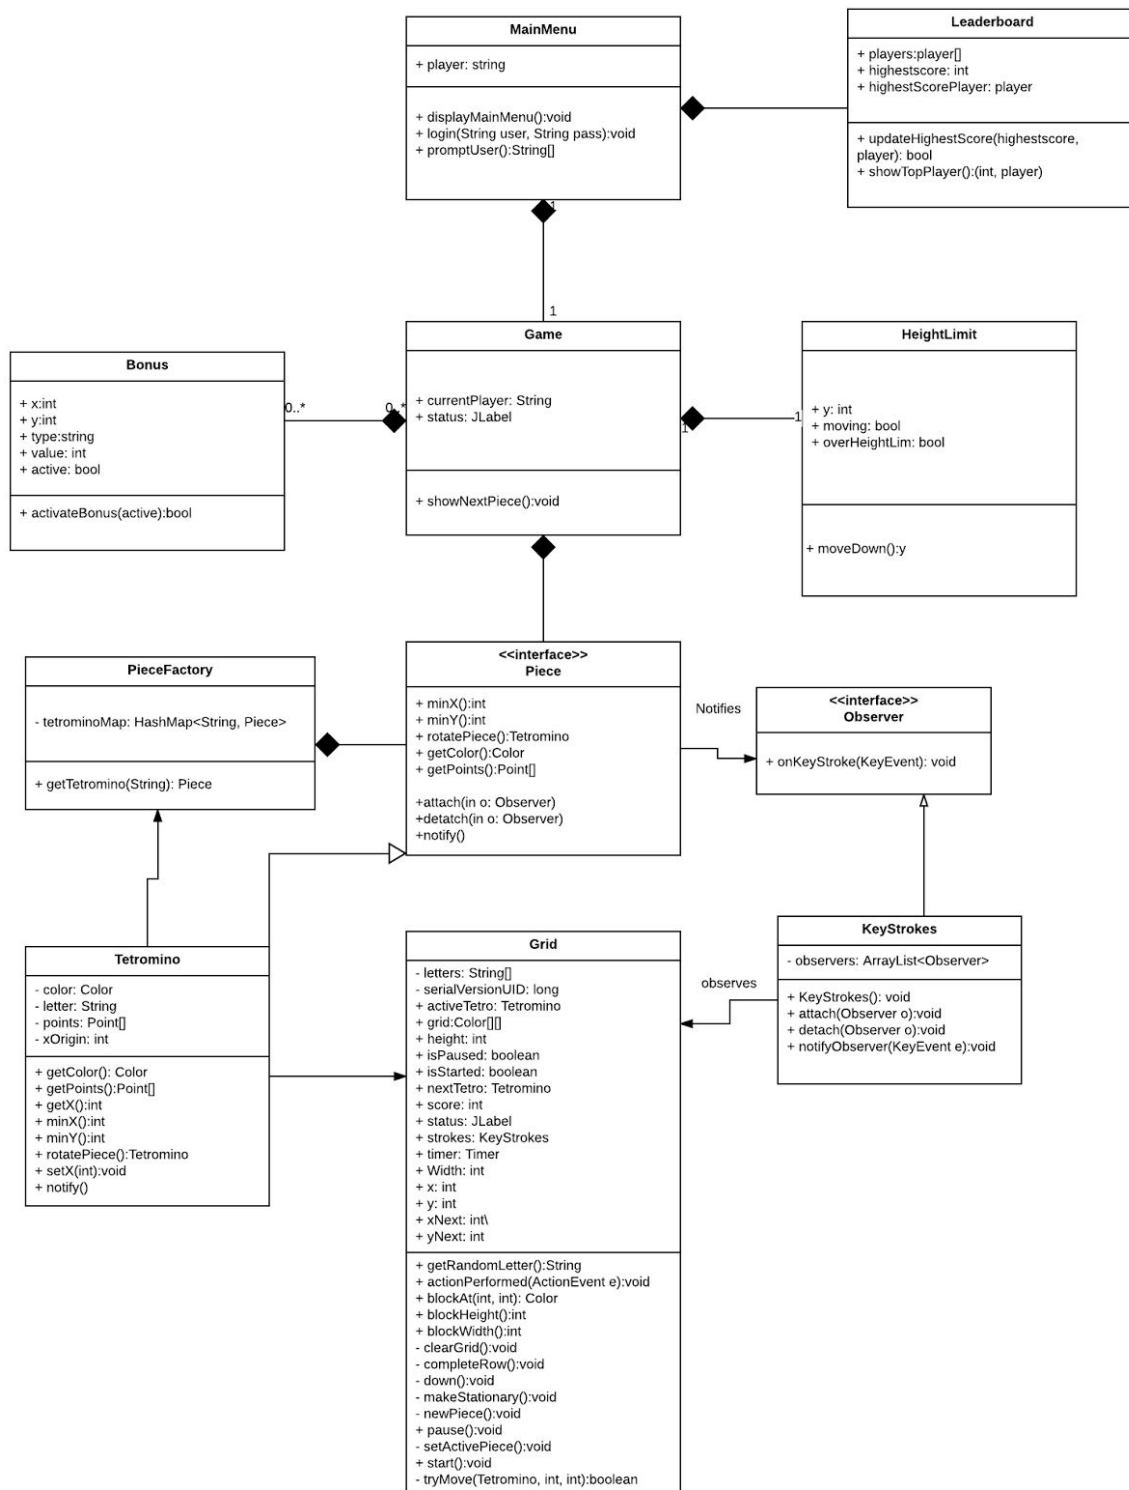 MainMenu
+ player: string
+ displayMainMenu():void
+ login(String user, String pass):void
+ promptUser():String[]
Leaderboard
+ players:player[]
+ highestscore: int
+ highestScorePlayer: player
+ updateHighestScore(highestscore,
player): bool
+ showTopPlayer():(int, player)
1
1
Bonus
+ x:int
+ y:int
+ type:string
+ value: int
+ active: bool
+ activateBonus(active):bool
0..*
0..*
Game
+ currentPlayer: String
+ status: JLabel
+ showNextPiece():void
1
1
HeightLimit
+ y: int
+ moving: bool
+ overHeightLim: bool
+ moveDown():y
PieceFactory
- tetrominoMap: HashMap<String, Piece>
+ getTetromino(String): Piece
<<interface>>
Piece
+ minX():int
+ minY():int
+ rotatePiece():Tetromino
+ getColor():Color
+ getPoints():Point[]
+attach(in o: Observer)
+detatch(in o: Observer)
+notify()
Notifies
<<interface>>
Observer
+ onKeyStroke(KeyEvent): void
Tetromino
- color: Color
- letter: String
- points: Point[]
- xOrigin: int
+ getColor(): Color
+ getPoints():Point[]
+ getX():int
+ minX():int
+ minY():int
+ rotatePiece():Tetromino
+ setX(int):void
+ notify()
Grid
- letters: String[]
- serialVersionUID: long
+ activeTetro: Tetromino
+ grid:Color[][]
+ height: int
+ isPaused: boolean
+ isStarted: boolean
+ nextTetro: Tetromino
+ score: int
+ status: JLabel
+ strokes: KeyStrokes
+ timer: Timer
+ Width: int
+ x: int
+ y: int
+ xNext: int\
+ yNext: int
+ getRandomLetter():String
+ actionPerformed(ActionEvent e):void
+ blockAt(int, int): Color
+ blockHeight():int
+ blockWidth():int
- clearGrid():void
- completeRow():void
- down():void
- makeStationary():void
- newPiece():void
+ pause():void
- setActivePiece():void
+ start():void
- tryMove(Tetromino, int, int):boolean
observes
KeyStrokes
- observers: ArrayList<Observer>
+ KeyStrokes(): void
+ attach(Observer o):void
+ detach(Observer o):void
+ notifyObserver(KeyEvent e):void